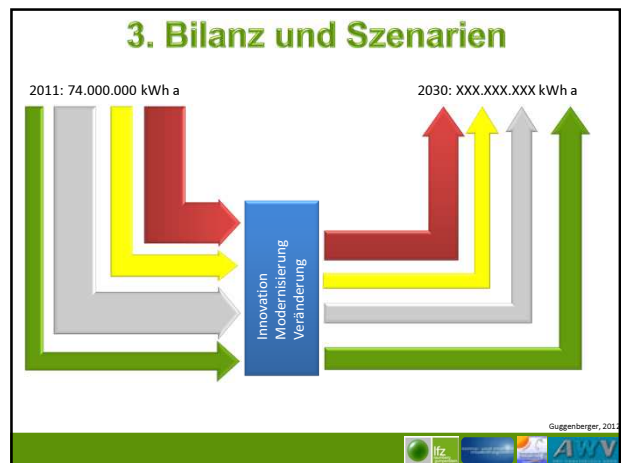 3. Bilanz und Szenarien
2011: 74.000.000 kWh a
2030: XXX.XXX.XXX kWh a
Innovation
Modernisierung
Veränderung
Guggenberger, 2012
lfz
AWV